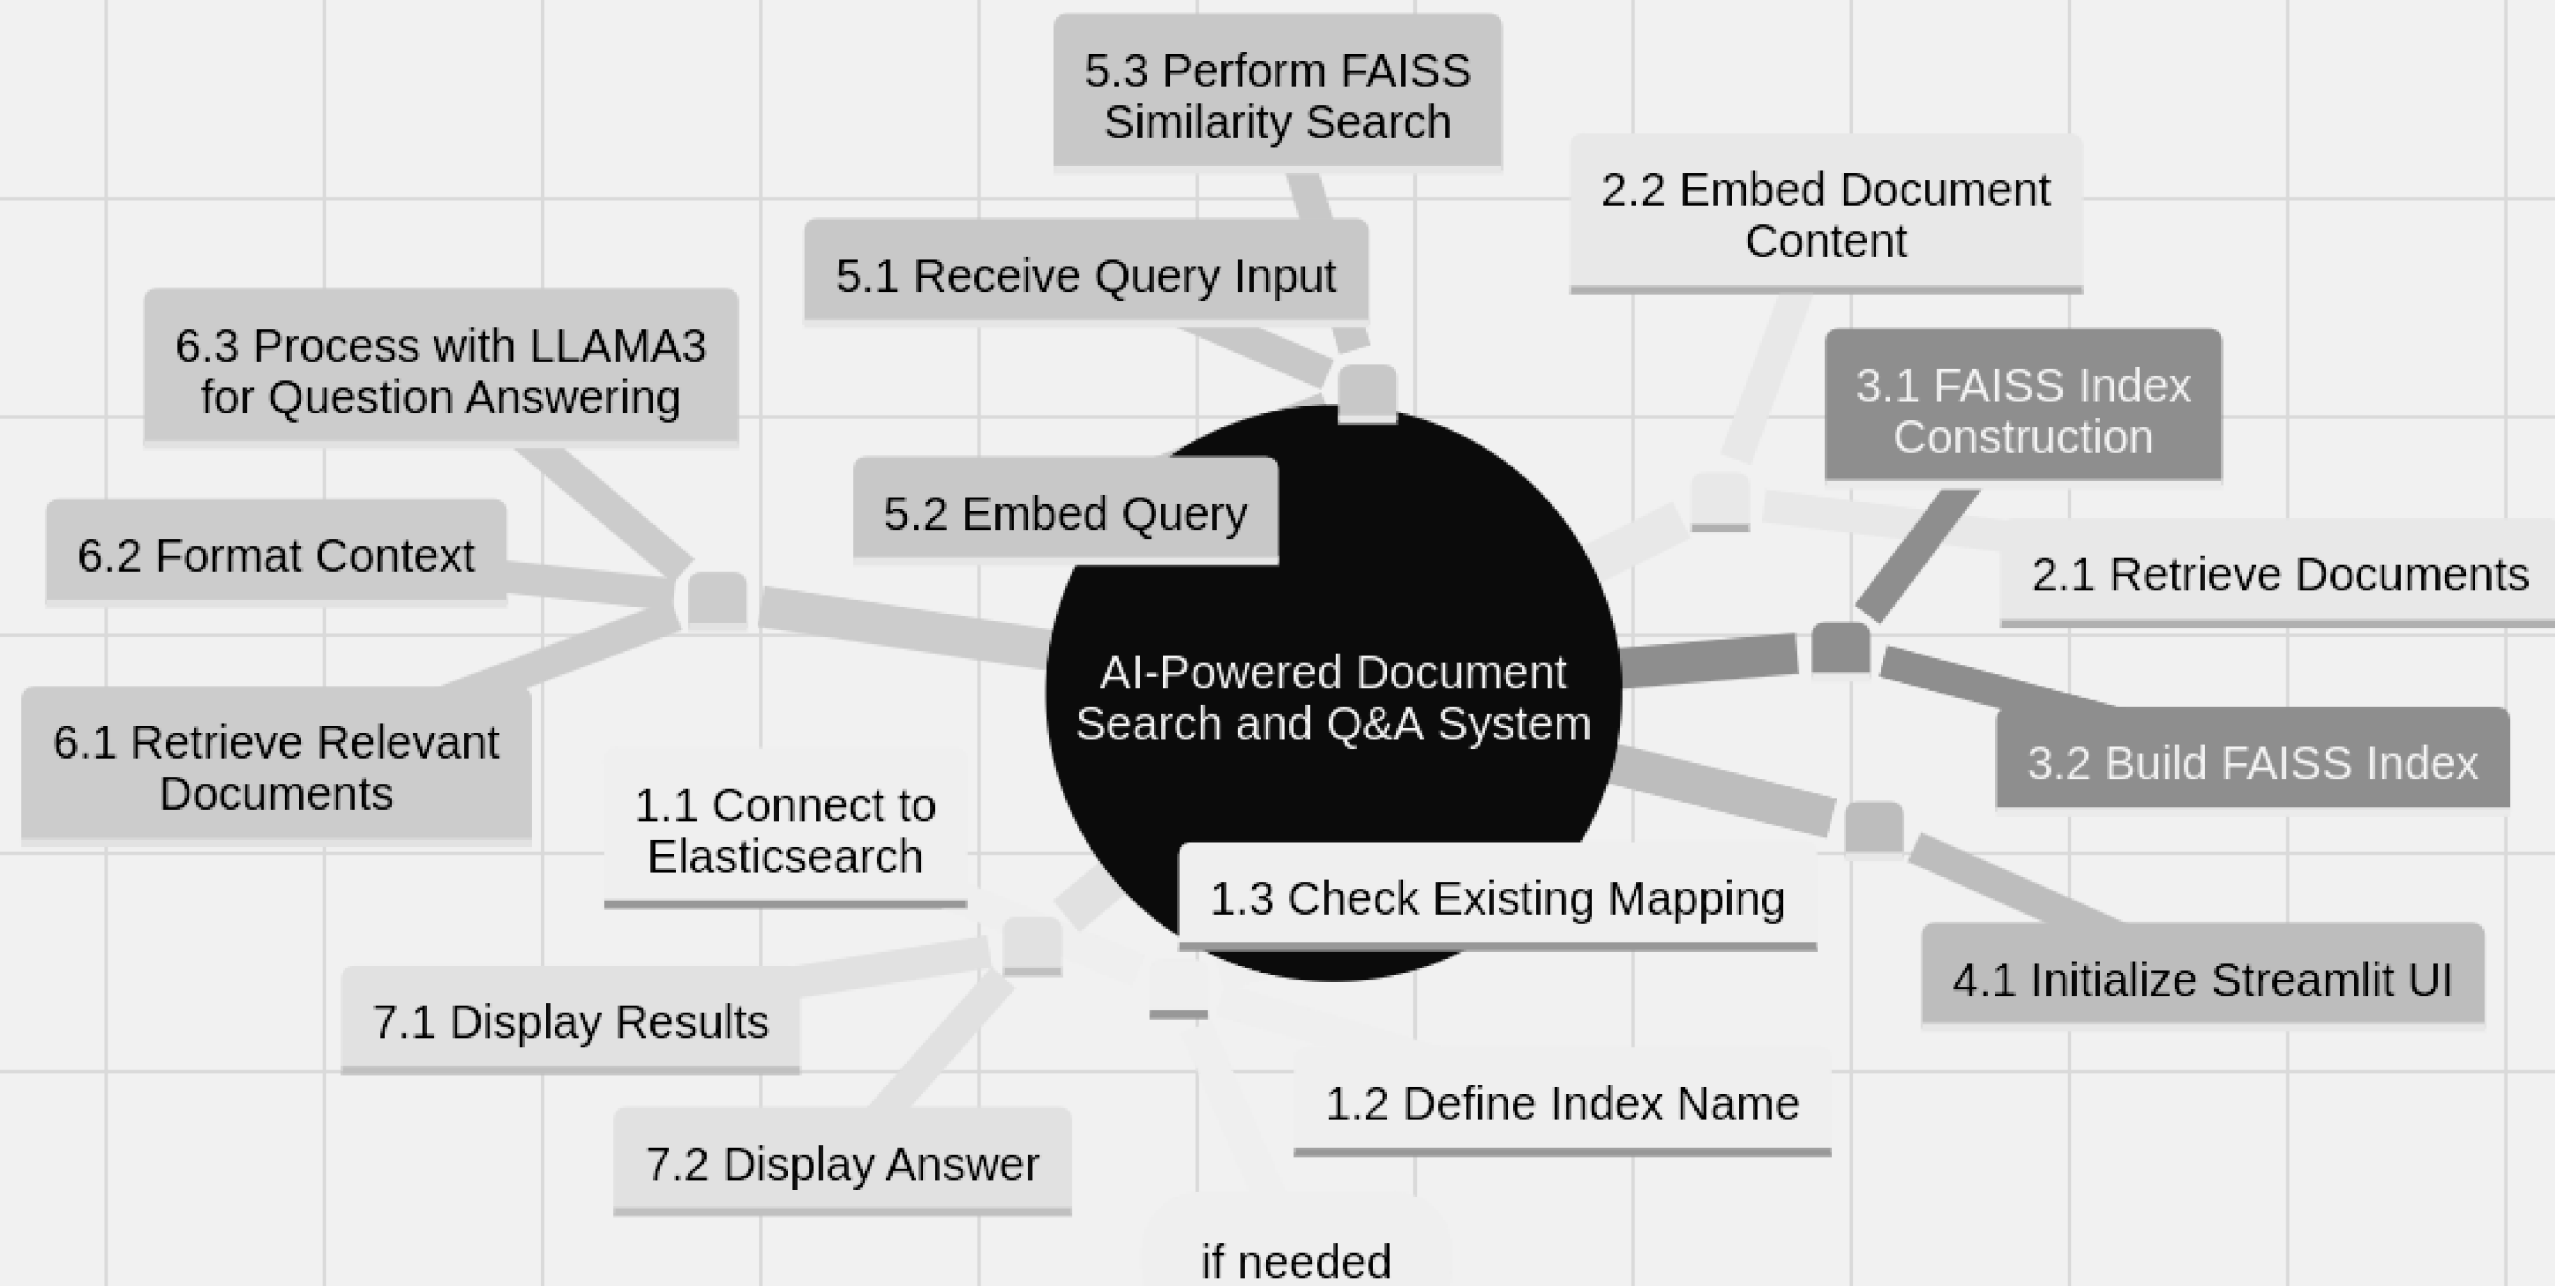 5.3 Perform FAISS
Similarity Search
2.2 Embed Document
Content
5.1 Receive Query Input
6.3 Process with LLAMA3
for Question Answering
3.1 FAISS Index
Construction
5.2 Embed Query
6.2 Format Context
2.1 Retrieve Documents
AI-Powered Document
Search and Q&A System
6.1 Retrieve Relevant
Documents
3.2 Build FAISS Index
1.1 Connect to
Elasticsearch
1.3 Check Existing Mapping
4.1 Initialize Streamlit UI
7.1 Display Results
1.2 Define Index Name
7.2 Display Answer
if needed